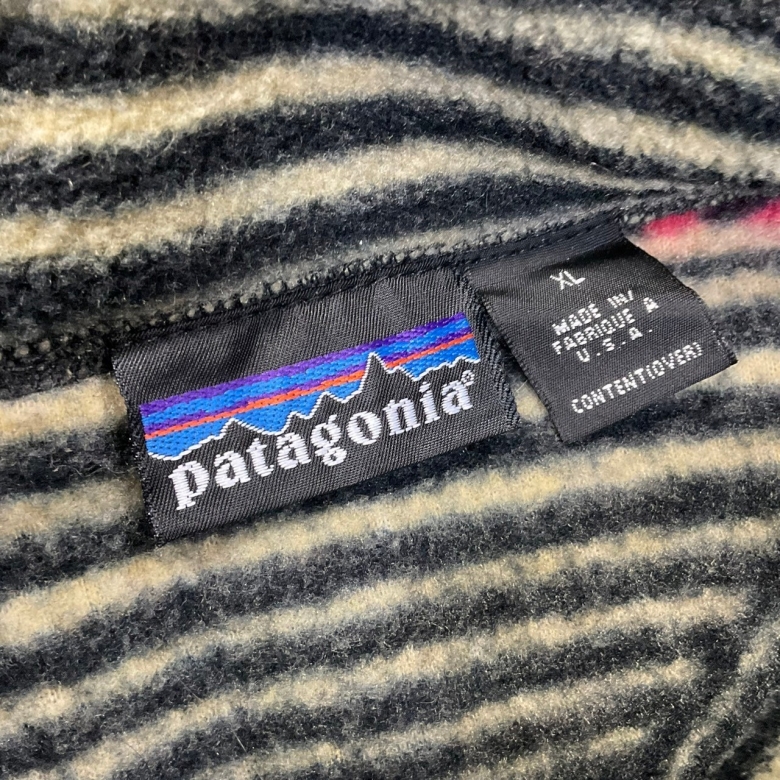 patagonia®
XL
MADE IN/
FABRIQUE A
U.S.A.
CONTENT(OVER)